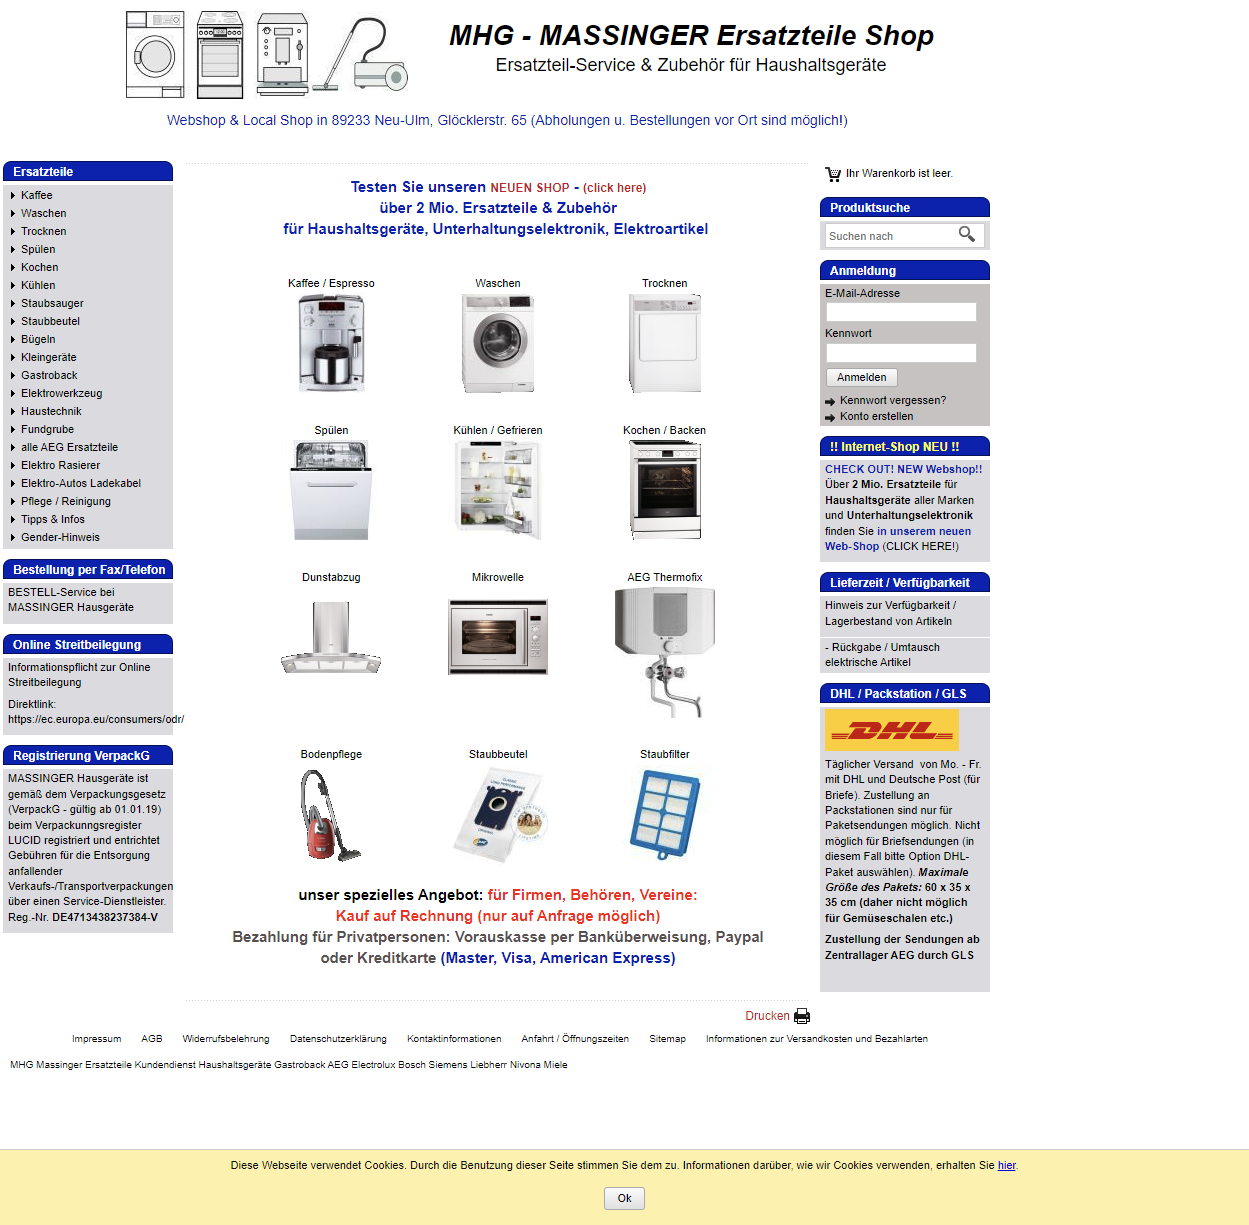 MHG - MASSINGER Ersatzteile Shop
Ersatzteil-Service & Zubehör für Haushaltsgeräte
Webshop & Local Shop in 89233 Neu-Ulm, Glöcklerstr. 65 (Abholungen u. Bestellungen vor Ort sind möglich!)
Ersatzteile
Kaffee
Waschen
Trocknen
Spülen
Kochen
Kühlen
Staubsauger
Staubbeutel
Bügeln
Kleingeräte
Gastroback
Elektrowerkzeug
Haustechnik
Fundgrube
alle AEG Ersatzteile
Elektro Rasierer
Elektro-Autos Ladekabel
Pflege / Reinigung
Tipps & Infos
Gender-Hinweis
Bestellung per Fax/Telefon
BESTELL-Service bei
MASSINGER Hausgeräte
Online Streitbeilegung
Informationspflicht zur Online
Streitbeilegung
Direktlink:
https://ec.europa.eu/consumers/odr/
Registrierung VerpackG
MASSINGER Hausgeräte ist
gemäß dem Verpackungsgesetz
(VerpackG - gültig ab 01.01.19)
beim Verpackunngsregister
LUCID registriert und entrichtet
Gebühren für die Entsorgung
anfallender
Verkaufs-/Transportverpackungen
über einen Service-Dienstleister.
Reg.-Nr. DE4713438237384-V
Testen Sie unseren NEUEN SHOP - (click here)
über 2 Mio. Ersatzteile & Zubehör
für Haushaltsgeräte, Unterhaltungselektronik, Elektroartikel
Kaffee / Espresso
Waschen
Trocknen
Spülen
Kühlen / Gefrieren
Kochen / Backen
Dunstabzug
Mikrowelle
AEG Thermofix
Bodenpflege
Staubbeutel
Staubfilter
unser spezielles Angebot: für Firmen, Behören, Vereine:
Kauf auf Rechnung (nur auf Anfrage möglich)
Bezahlung für Privatpersonen: Vorauskasse per Banküberweisung, Paypal
oder Kreditkarte (Master, Visa, American Express)
Drucken
Ihr Warenkorb ist leer.
Produktsuche
Suchen nach
Anmeldung
E-Mail-Adresse
Kennwort
Anmelden
Kennwort vergessen?
Konto erstellen
!! Internet-Shop NEU !!
CHECK OUT! NEW Webshop!!
Über 2 Mio. Ersatzteile für
Haushaltsgeräte aller Marken
und Unterhaltungselektronik
finden Sie in unserem neuen
Web-Shop (CLICK HERE!)
Lieferzeit / Verfügbarkeit
Hinweis zur Verfügbarkeit /
Lagerbestand von Artikeln
- Rückgabe / Umtausch
elektrische Artikel
DHL / Packstation / GLS
DHL
Täglicher Versand von Mo. - Fr.
mit DHL und Deutsche Post (für
Briefe). Zustellung an
Packstationen sind nur für
Paketsendungen möglich. Nicht
möglich für Briefsendungen (in
diesem Fall bitte Option DHL-
Paket auswählen). Maximale
Größe des Pakets: 60 x 35 x
35 cm (daher nicht möglich
für Gemüseschalen etc.)
Zustellung der Sendungen ab
Zentrallager AEG durch GLS
Impressum AGB Widerrufsbelehrung Datenschutzerklärung Kontaktinformationen Anfahrt / Öffnungszeiten Sitemap Informationen zur Versandkosten und Bezahlarten
MHG Massinger Ersatzteile Kundendienst Haushaltsgeräte Gastroback AEG Electrolux Bosch Siemens Liebherr Nivona Miele
Diese Webseite verwendet Cookies. Durch die Benutzung dieser Seite stimmen Sie dem zu. Informationen darüber, wie wir Cookies verwenden, erhalten Sie hier.
Ok